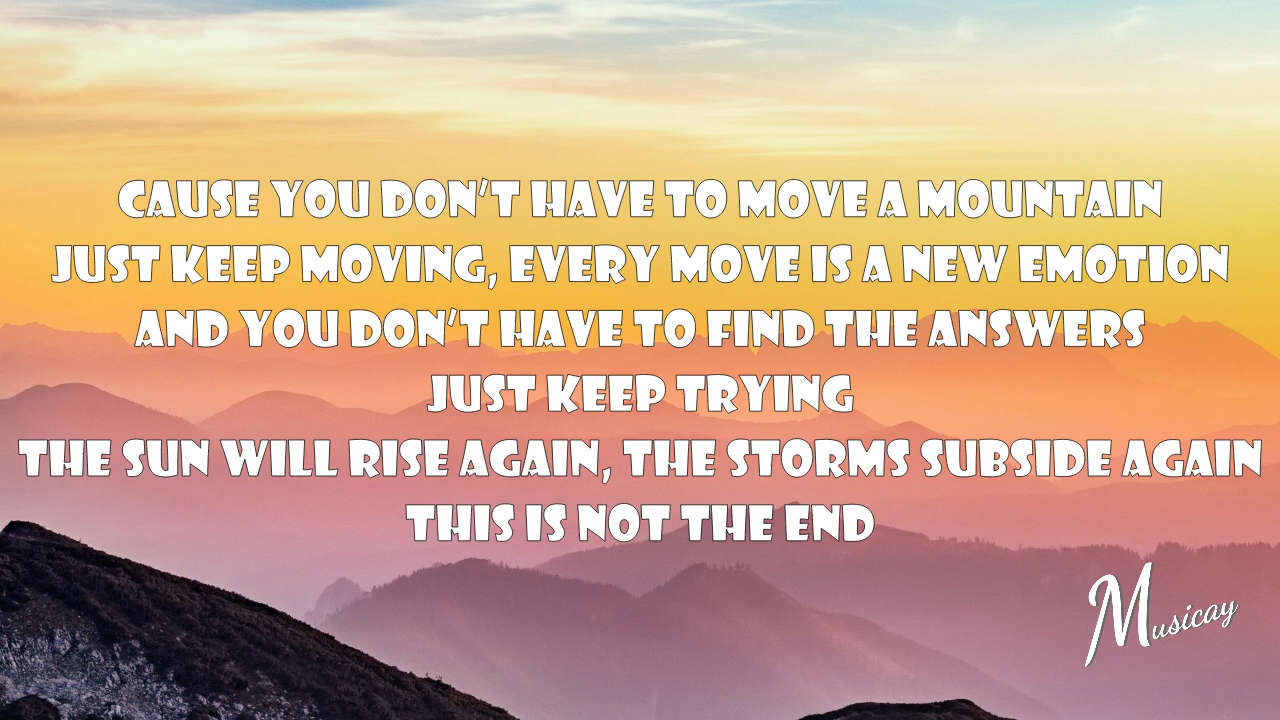 CAUSE YOU DON'T HAVE TO MOVE A MOUNTAIN
JUST KEEP MOVING, EVERY MOVE IS A NEW EMOTION
AND YOU DON'T HAVE TO FIND THE ANSWERS
JUST KEEP TRYING
THE SUN WILL RISE AGAIN, THE STORMS SUBSIDE AGAIN
THIS IS NOT THE END
Musicay